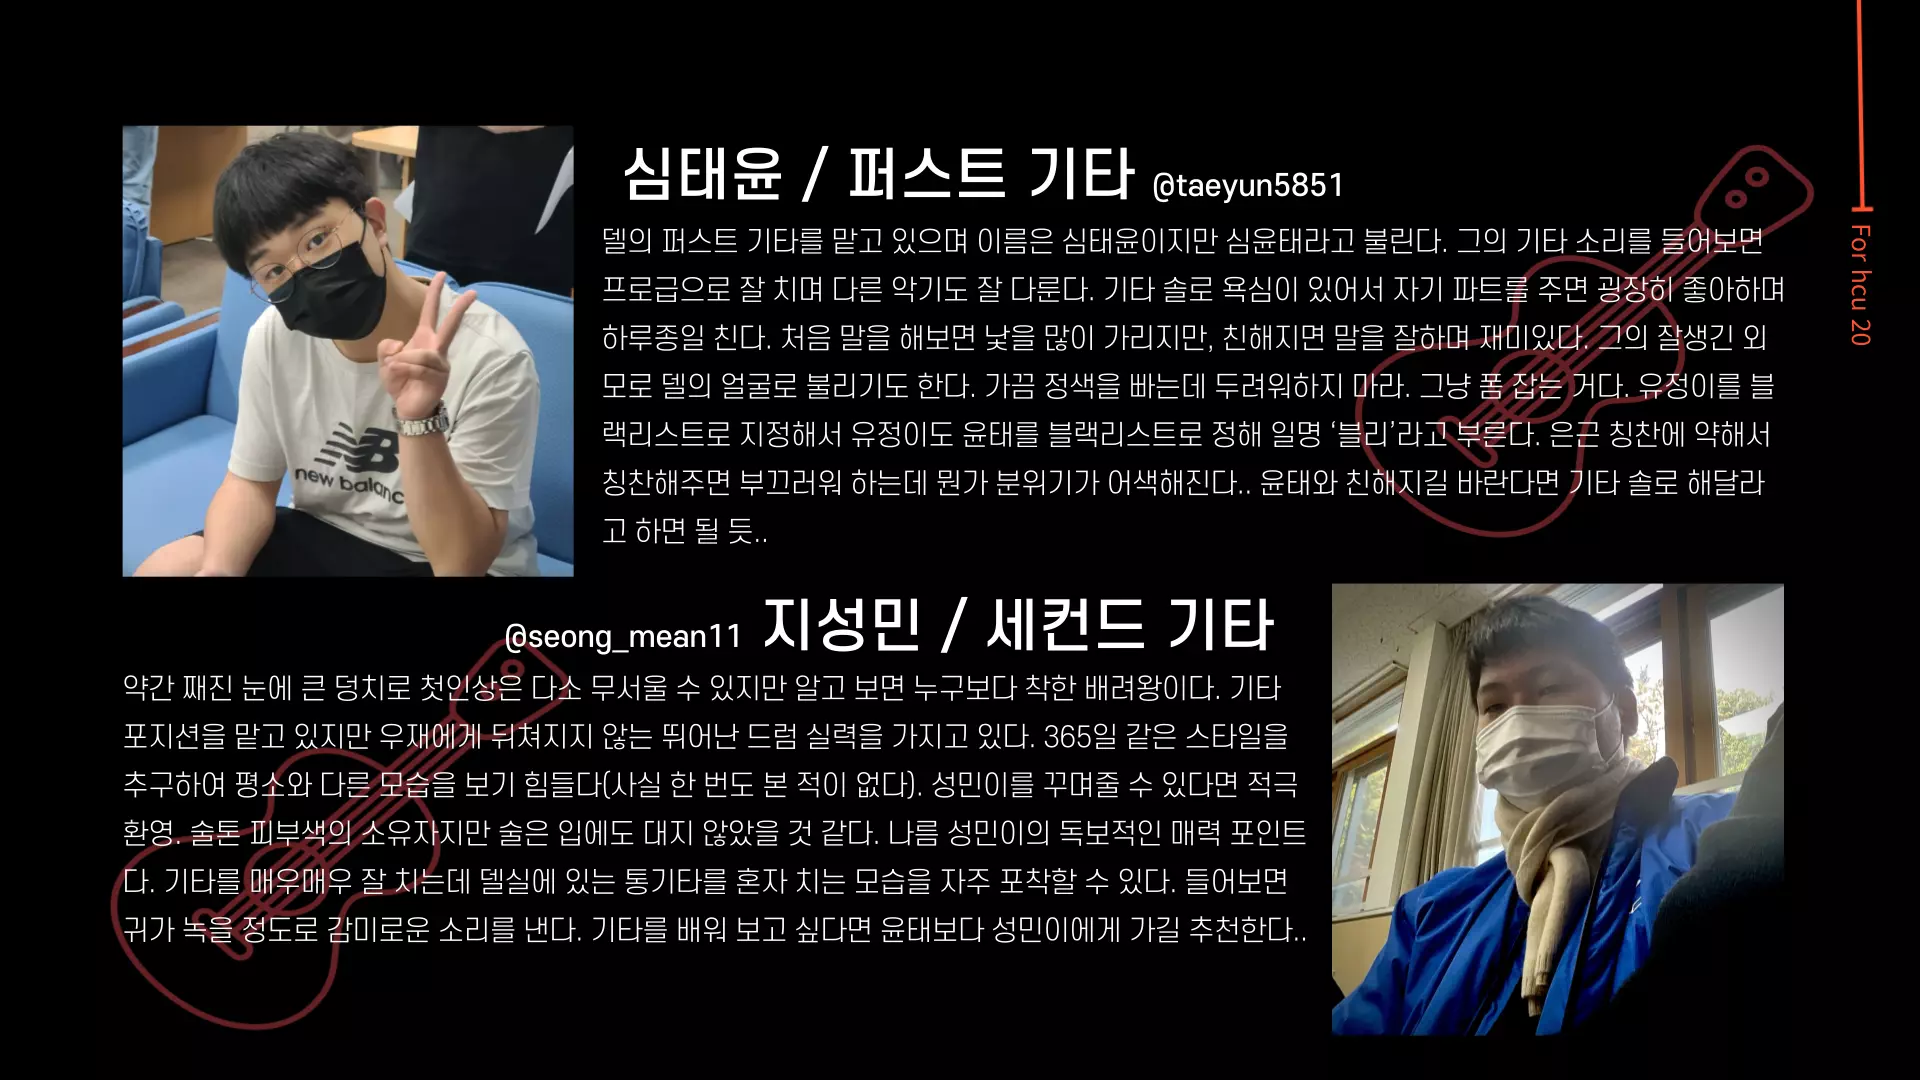 심태윤 / 퍼스트 기타 @taeyun5851
델의 퍼스트 기타를 맡고 있으며 이름은 심태윤이지만 심윤태라고 불린다. 그의 기타 소리를 들어보면
프로급으로 잘 치며 다른 악기도 잘 다룬다. 기타 솔로 욕심이 있어서 자기 파트를 주면 굉장히 좋아하며
하루종일 친다. 처음 말을 해보면 낯을 많이 가리지만, 친해지면 말을 잘하며 재미있다. 그의 잘생긴 외
모로 델의 얼굴로 불리기도 한다. 가끔 정색을 빠는데 두려워하지 마라. 그냥 폼 잡는 거다. 유정이를 블
랙리스트로 지정해서 유정이도 윤태를 블랙리스트로 정해 일명 ‘블리’라고 부른다. 은근 칭찬에 약해서
칭찬해주면 부끄러워 하는데 뭔가 분위기가 어색해진다.. 윤태와 친해지길 바란다면 기타 솔로 해달라
고 하면 될 듯..
new balance
@seong_mean11 지성민 / 세컨드 기타
약간 째진 눈에 큰 덩치로 첫인상은 다소 무서울 수 있지만 알고 보면 누구보다 착한 배려왕이다. 기타
포지션을 맡고 있지만 우재에게 뒤쳐지지 않는 뛰어난 드럼 실력을 가지고 있다. 365일 같은 스타일을
추구하여 평소와 다른 모습을 보기 힘들다(사실 한 번도 본 적이 없다). 성민이를 꾸며줄 수 있다면 적극
환영. 술톤 피부색의 소유자지만 술은 입에도 대지 않았을 것 같다. 나름 성민이의 독보적인 매력 포인트
다. 기타를 매우매우 잘 치는데 델실에 있는 통기타를 혼자 치는 모습을 자주 포착할 수 있다. 들어보면
귀가 녹을 정도로 감미로운 소리를 낸다. 기타를 배워 보고 싶다면 윤태보다 성민이에게 가길 추천한다..
For hcu 20